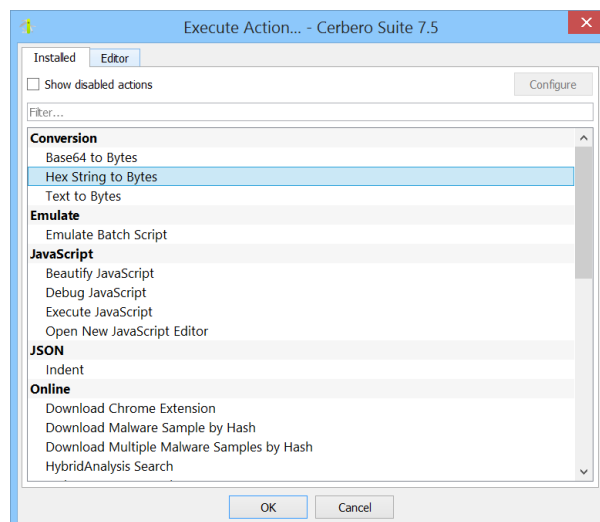 Execute Action... - Cerbero Suite 7.5
Installed Editor
Show disabled actions Configure
Filter...
Conversion
Base64 to Bytes
Hex String to Bytes
Text to Bytes
Emulate
Emulate Batch Script
JavaScript
Beautify JavaScript
Debug JavaScript
Execute JavaScript
Open New JavaScript Editor
JSON
Indent
Online
Download Chrome Extension
Download Malware Sample by Hash
Download Multiple Malware Samples by Hash
HybridAnalysis Search
OK Cancel